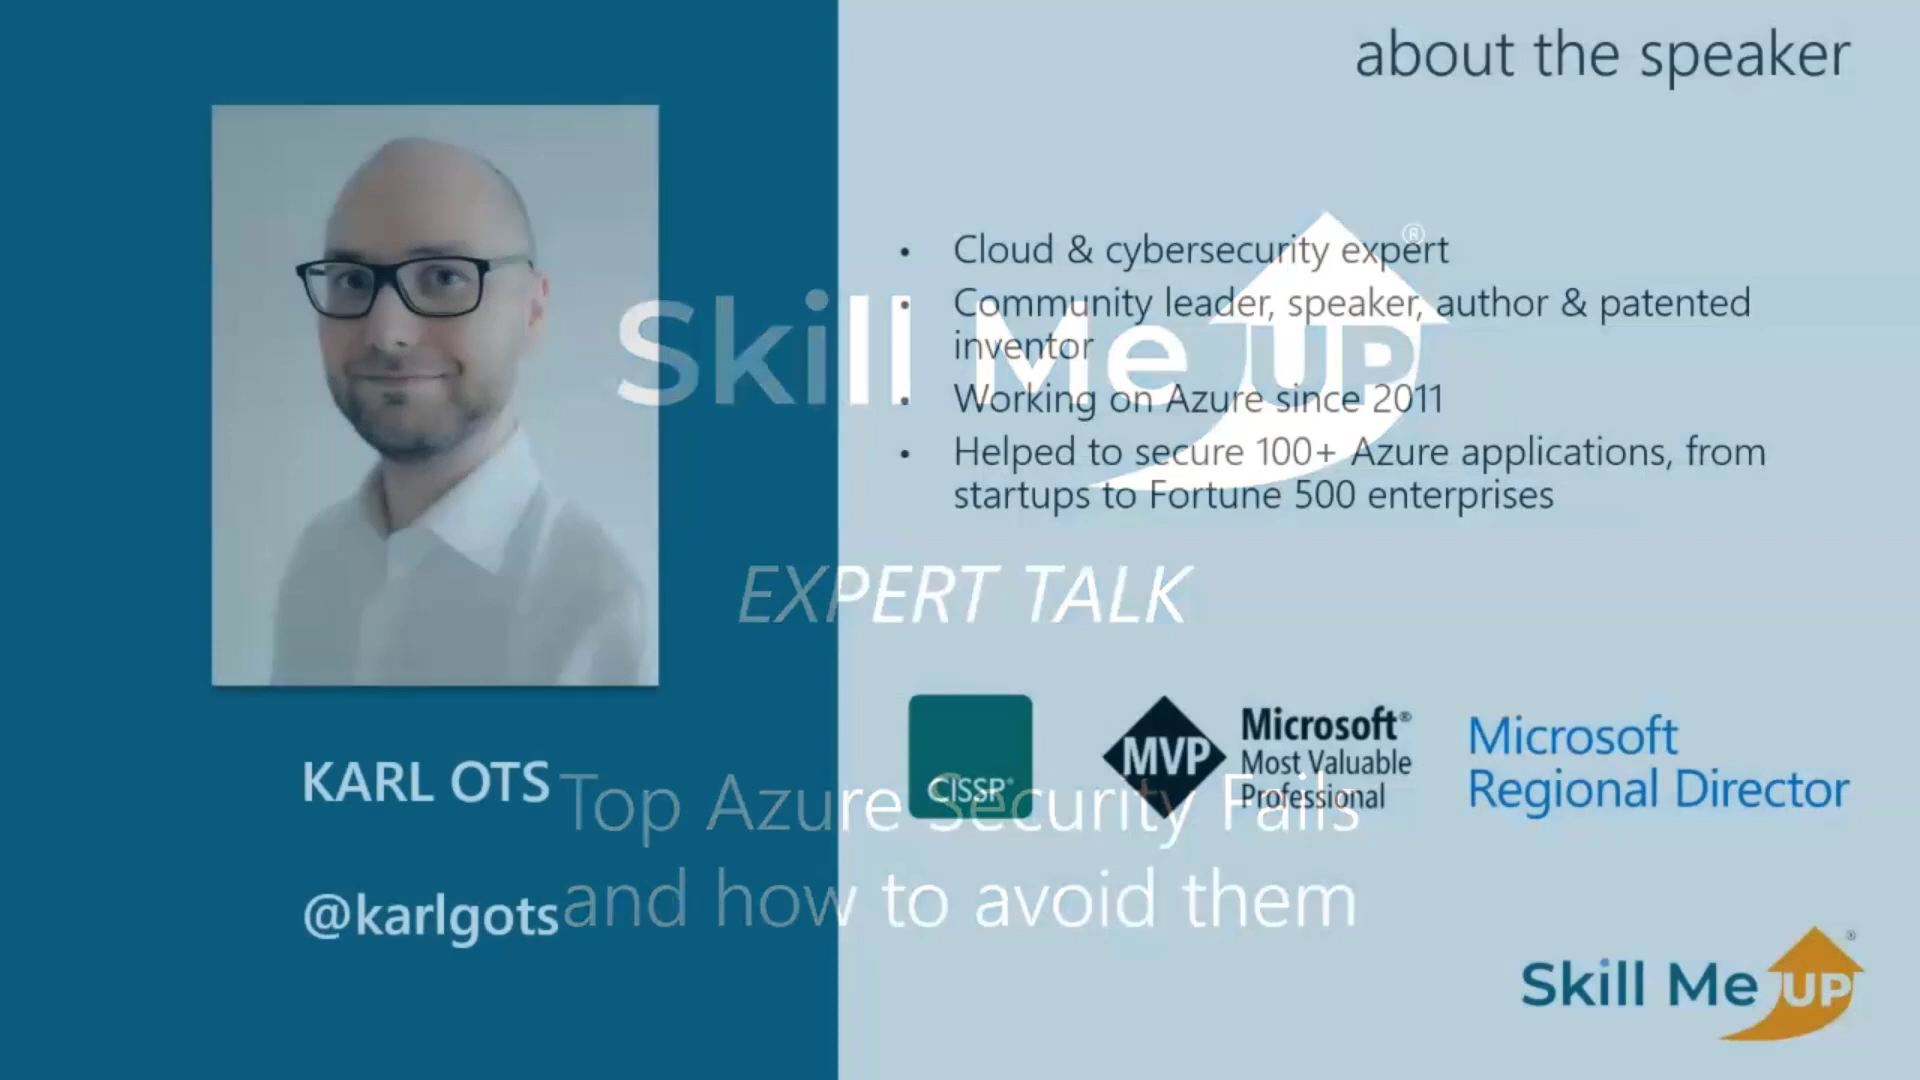 about the speaker
• Cloud & cybersecurity expert
• Community leader, speaker, author & patented
inventor
• Working on Azure since 2011
• Helped to secure 100+ Azure applications, from
startups to Fortune 500 enterprises
Skill Me UP®
EXPERT TALK
Top Azure Security Fails
and how to avoid them
KARL OTS
@karlgots
CISSP®
MVP
Microsoft®
Most Valuable
Professional
Microsoft
Regional Director
Skill Me UP®